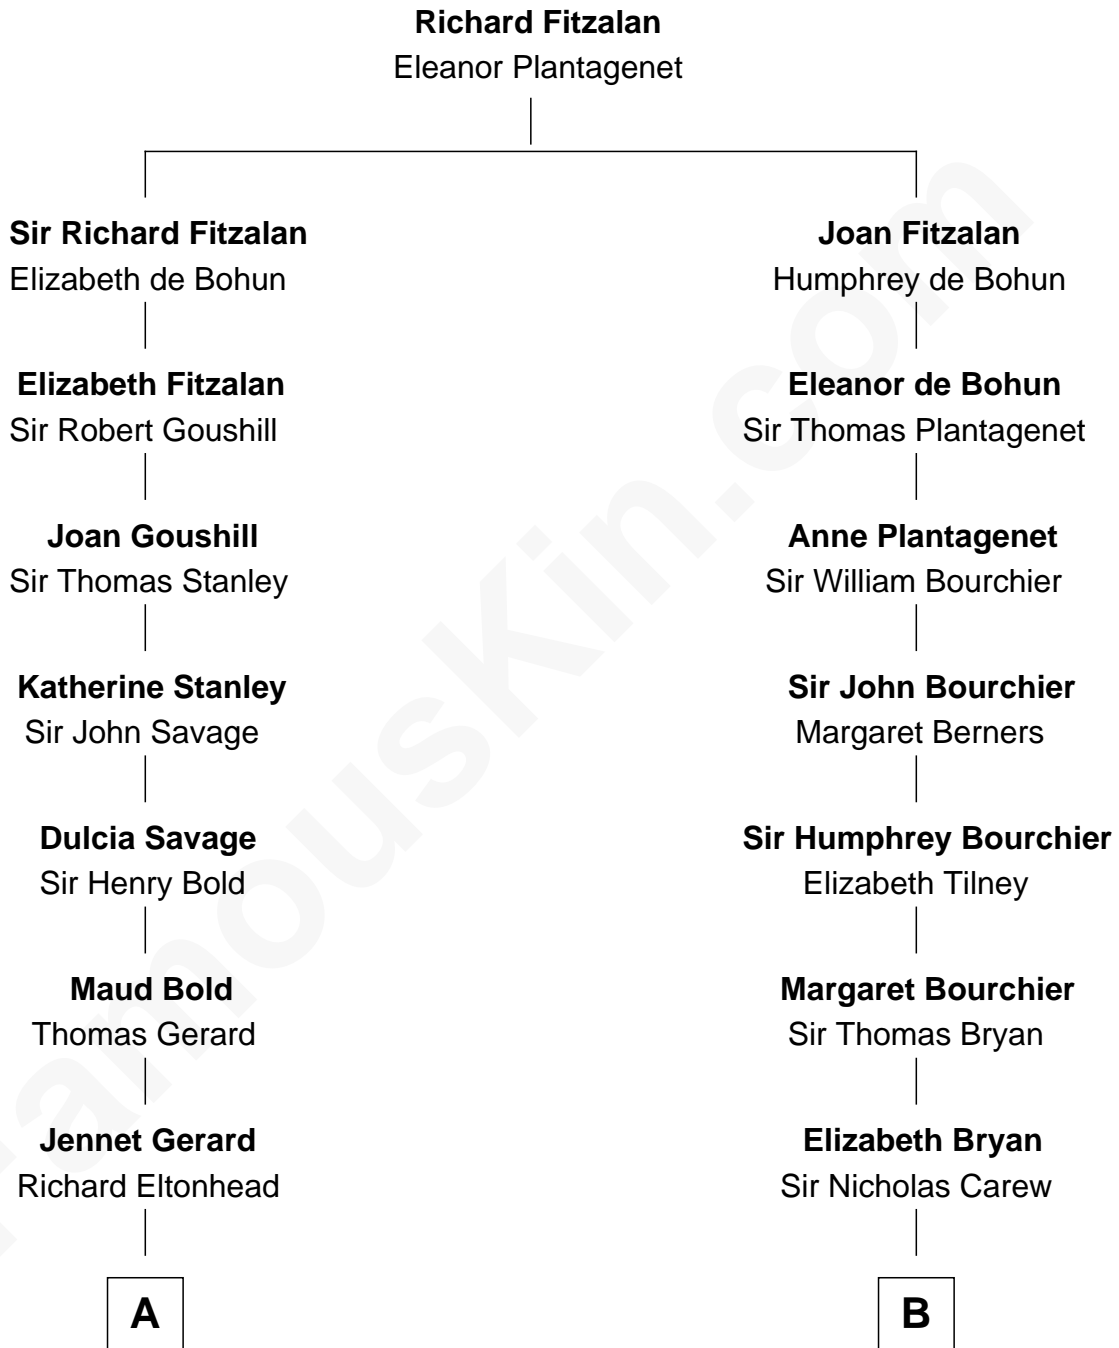 Richard Fitzalan
Eleanor Plantagenet
Sir Richard Fitzalan
Elizabeth de Bohun
Elizabeth Fitzalan
Sir Robert Goushill
Joan Goushill
Sir Thomas Stanley
Katherine Stanley
Sir John Savage
Dulcia Savage
Sir Henry Bold
Maud Bold
Thomas Gerard
Jennet Gerard
Richard Eltonhead
A
Joan Fitzalan
Humphrey de Bohun
Eleanor de Bohun
Sir Thomas Plantagenet
Anne Plantagenet
Sir William Bourchier
Sir John Bourchier
Margaret Berners
Sir Humphrey Bourchier
Elizabeth Tilney
Margaret Bourchier
Sir Thomas Bryan
Elizabeth Bryan
Sir Nicholas Carew
B
FamousKin.com